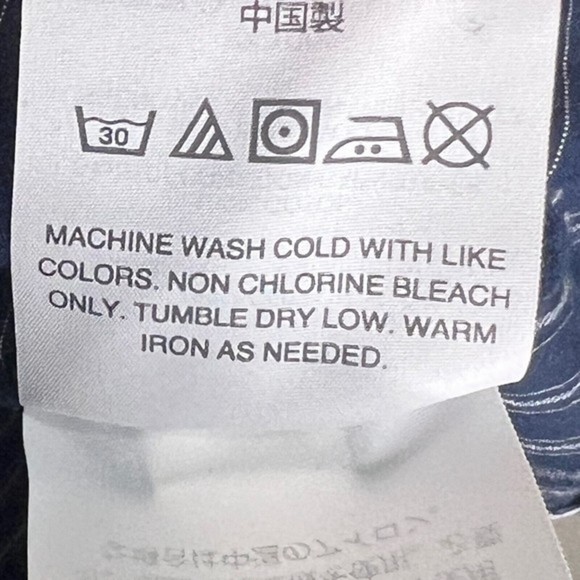 中国製
30
MACHINE WASH COLD WITH LIKE
COLORS. NON CHLORINE BLEACH
ONLY. TUMBLE DRY LOW. WARM
IRON AS NEEDED.